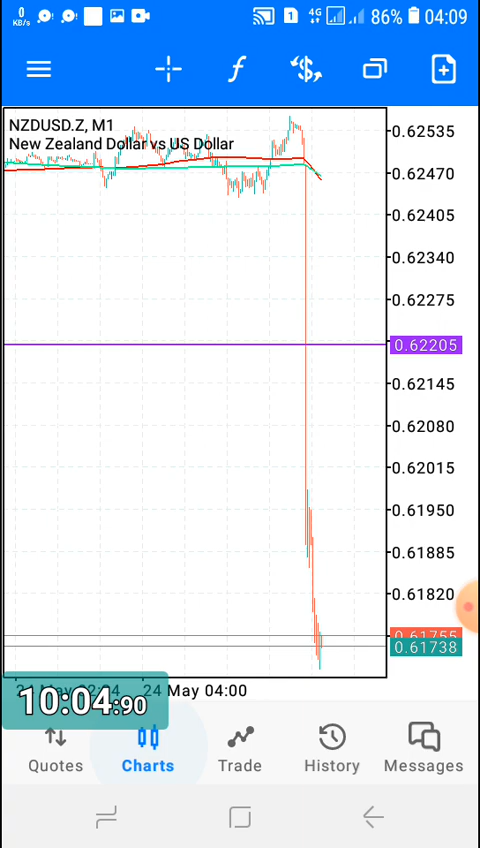 0
KB/s
1
4G
86%
04:09
f
$
NZDUSD.Z, M1
New Zealand Dollar vs US Dollar
0.62535
0.62470
0.62405
0.62340
0.62275
0.62205
0.62145
0.62080
0.62015
0.61950
0.61885
0.61820
0.61755
0.61738
24 May 04:00
10:04:90
Quotes
Charts
Trade
History
Messages